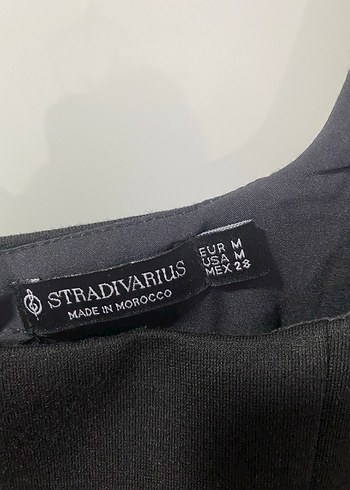 STRADIVARIUS
MADE IN MOROCCO
EUR M
USA M
MEX 28